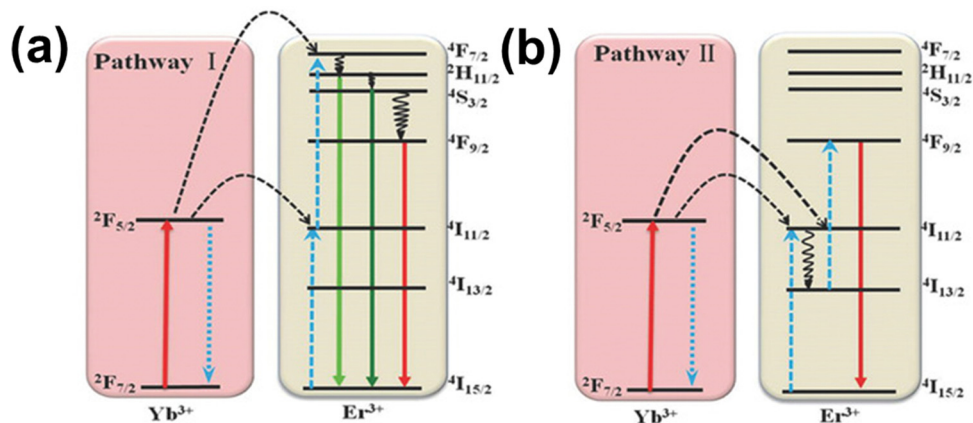 (a)
Pathway Ⅰ
²F₅/₂
²F₇/₂
Yb³⁺
⁴F₇/₂
²H₁₁/₂
⁴S₃/₂
⁴F₉/₂
⁴I₁₁/₂
⁴I₁₃/₂
⁴I₁₅/₂
Er³⁺
(b)
Pathway Ⅱ
²F₅/₂
²F₇/₂
Yb³⁺
⁴F₇/₂
²H₁₁/₂
⁴S₃/₂
⁴F₉/₂
⁴I₁₁/₂
⁴I₁₃/₂
⁴I₁₅/₂
Er³⁺